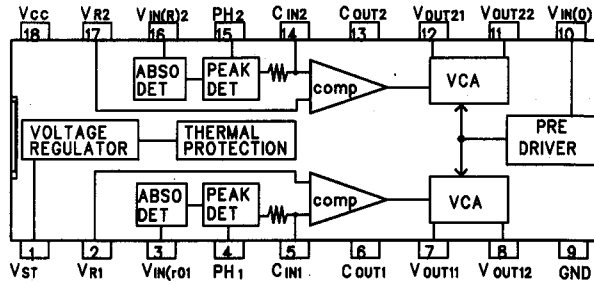 VCC VR2 VIN(R)2 PH2 CIN2 COUT2 VOUT21 VOUT22 VIN(O)
18 17 16 15 14 13 12 11 10
ABSO DET
PEAK DET
comp
VCA
VOLTAGE REGULATOR
THERMAL PROTECTION
PRE DRIVER
ABSO DET
PEAK DET
comp
VCA
1 2 3 4 5 6 7 8 9
VST VR1 VIN(r01 PH1 CIN1 COUT1 VOUT11 VOUT12 GND